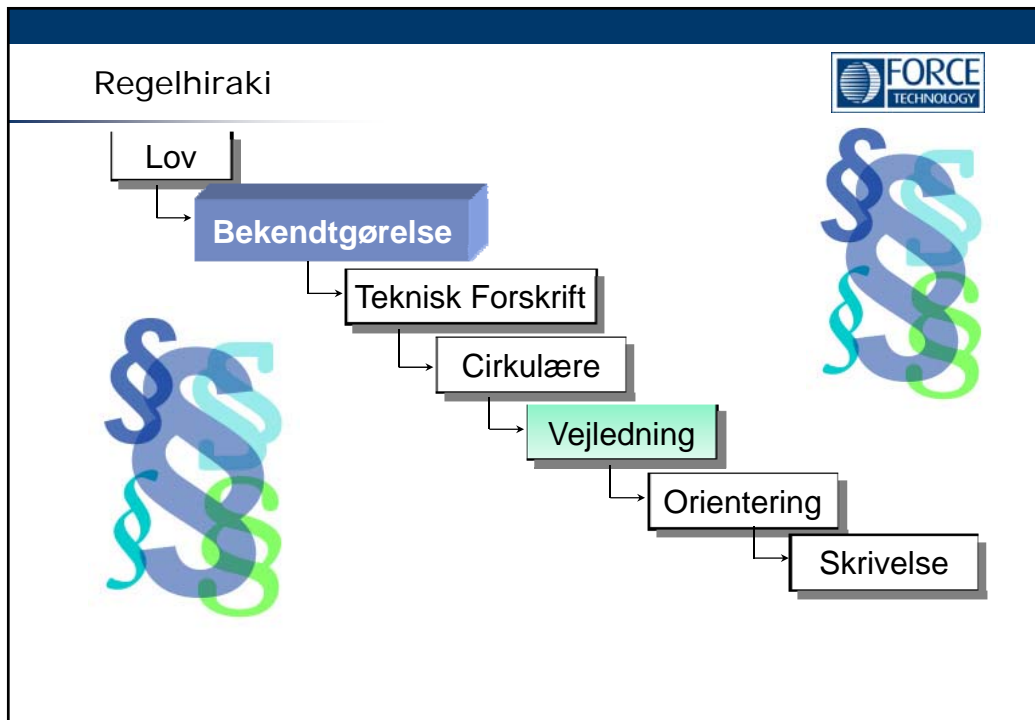 Regelhiraki
FORCE
TECHNOLOGY
Lov
Bekendtgørelse
Teknisk Forskrift
Cirkulære
Vejledning
Orientering
Skrivelse